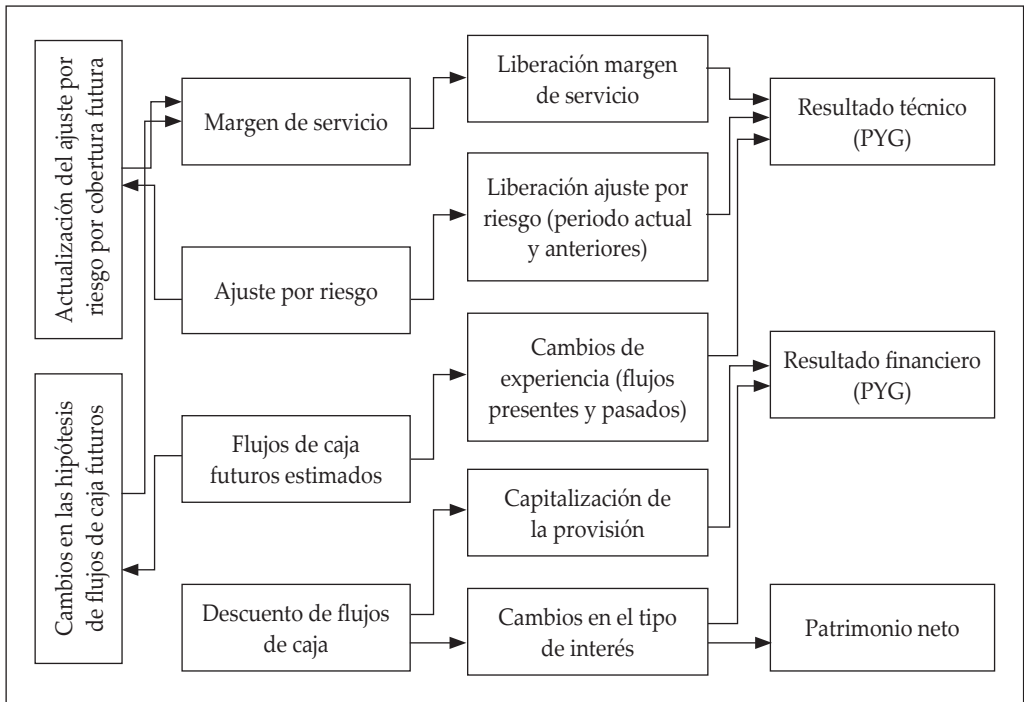 Actualización del ajuste por
riesgo por cobertura futura
Cambios en las hipótesis
de flujos de caja futuros
Margen de servicio
Ajuste por riesgo
Flujos de caja
futuros estimados
Descuento de flujos
de caja
Liberación margen
de servicio
Liberación ajuste por
riesgo (periodo actual
y anteriores)
Cambios de
experiencia (flujos
presentes y pasados)
Capitalización de
la provisión
Cambios en el tipo
de interés
Resultado técnico
(PYG)
Resultado financiero
(PYG)
Patrimonio neto